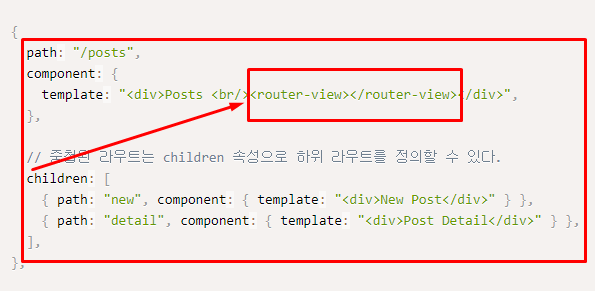 {
path: "/posts",
component: {
template: "<div>Posts <br/><router-view></router-view></div>",
},
// 중첩된 라우트는 children 속성으로 하위 라우트를 정의할 수 있다.
children: [
{ path: "new", component: { template: "<div>New Post</div>" } },
{ path: "detail", component: { template: "<div>Post Detail</div>" } },
],
},